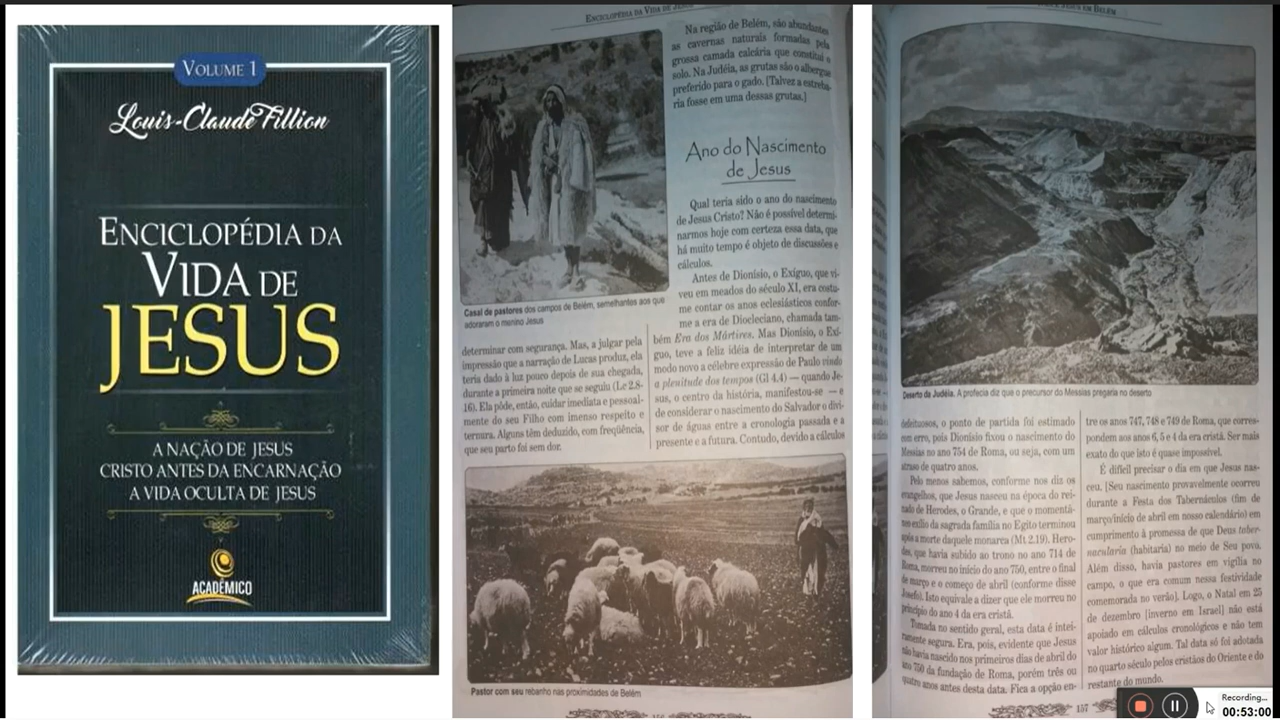 VOLUME 1
Louis-Claude Fillion
ENCICLOPÉDIA DA
VIDA DE
JESUS
A NAÇÃO DE JESUS
CRISTO ANTES DA ENCARNAÇÃO
A VIDA OCULTA DE JESUS
ACADÊMICO
ENCICLOPÉDIA DA VIDA DE JESUS
Na região de Belém, são abundantes
as cavernas naturais formadas pela
grossa camada calcária que constitui o
solo. Na Judéia, as grutas são o albergue
preferido para o gado. [Talvez a estreba-
ria fosse em uma dessas grutas.]
Ano do Nascimento
de Jesus
Qual teria sido o ano do nascimento
de Jesus Cristo? Não é possível determi-
narmos hoje com certeza essa data, que
há muito tempo é objeto de discussões e
cálculos.
Antes de Dionísio, o Exíguo, que vi-
veu em meados do século XI, era costu-
me contar os anos eclesiásticos confor-
me a era de Diocleciano, chamada tam-
Casal de pastores dos campos de Belém, semelhantes aos que
adoraram o menino Jesus
determinar com segurança. Mas, a julgar pela
impressão que a narração de Lucas produz, ela
teria dado à luz pouco depois de sua chegada,
durante a primeira noite que se seguiu (Lc 2.8-
16). Ela pôde, então, cuidar imediata e pessoal-
mente do seu Filho com imenso respeito e
ternura. Alguns têm deduzido, com freqüência,
que seu parto foi sem dor.
bém Era dos Mártires. Mas Dionísio, o Exí-
guo, teve a feliz idéia de interpretar de um
modo novo a célebre expressão de Paulo vindo
a plenitude dos tempos (Gl 4.4) — quando Je-
sus, o centro da história, manifestou-se — e
de considerar o nascimento do Salvador o divi-
sor de águas entre a cronologia passada e a
presente e a futura. Contudo, devido a cálculos
Pastor com seu rebanho nas proximidades de Belém
JESUS EM BELÉM
Deserto da Judéia. A profecia diz que o precursor do Messias pregaria no deserto
defeituosos, o ponto de partida foi estimado
em erro, pois Dionísio fixou o nascimento do
Messias no ano 754 de Roma, ou seja, com um
atraso de quatro anos.
Pelo menos sabemos, conforme nos diz os
evangelhos, que Jesus nasceu na época do rei-
nado de Herodes, o Grande, e que o momentâ-
neo exílio da sagrada família no Egito terminou
após a morte daquele monarca (Mt 2.19). Hero-
des, que havia subido ao trono no ano 714 de
Roma, morreu no início do ano 750, entre o final
de março e o começo de abril (conforme disse
Josefo). Isto equivale a dizer que ele morreu no
princípio do ano 4 da era cristã.
Tomada no sentido geral, esta data é intei-
ramente segura. Era, pois, evidente que Jesus
não havia nascido nos primeiros dias de abril do
ano 750 da fundação de Roma, porém três ou
quatro anos antes desta data. Fica a opção en-
tre os anos 747, 748 e 749 de Roma, que corres-
pondem aos anos 6, 5 e 4 da era cristã. Ser mais
exato do que isto é quase impossível.
É difícil precisar o dia em que Jesus nas-
ceu. [Seu nascimento provavelmente ocorreu
durante a Festa dos Tabernáculos (fim de
março/início de abril em nosso calendário) em
cumprimento à promessa de que Deus taber-
nacularia (habitaria) no meio de Seu povo.
Além disso, havia pastores em vigília no
campo, o que era comum nessa festividade
comemorada no verão]. Logo, o Natal em 25
de dezembro [inverno em Israel] não está
apoiado em cálculos cronológicos e não tem
valor histórico algum. Tal data só foi adotada
no quarto século pelos cristãos do Oriente e do
restante do mundo.
157
Recording...
00:53:00